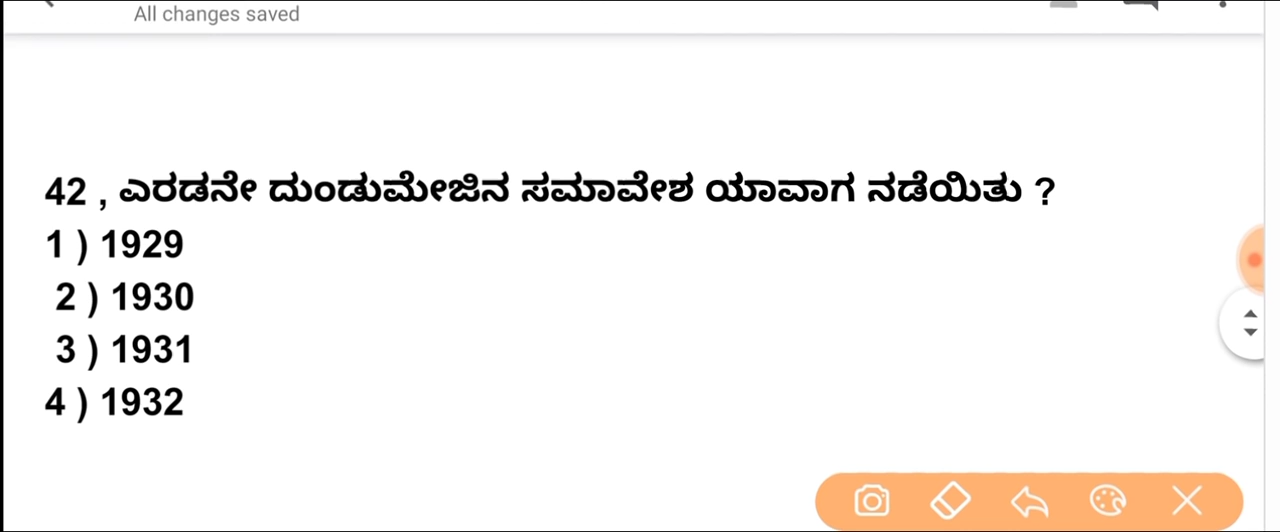 All changes saved
42 , ಎರಡನೇ ದುಂಡುಮೇಜಿನ ಸಮಾವೇಶ ಯಾವಾಗ ನಡೆಯಿತು ?
1 ) 1929
2 ) 1930
3 ) 1931
4 ) 1932